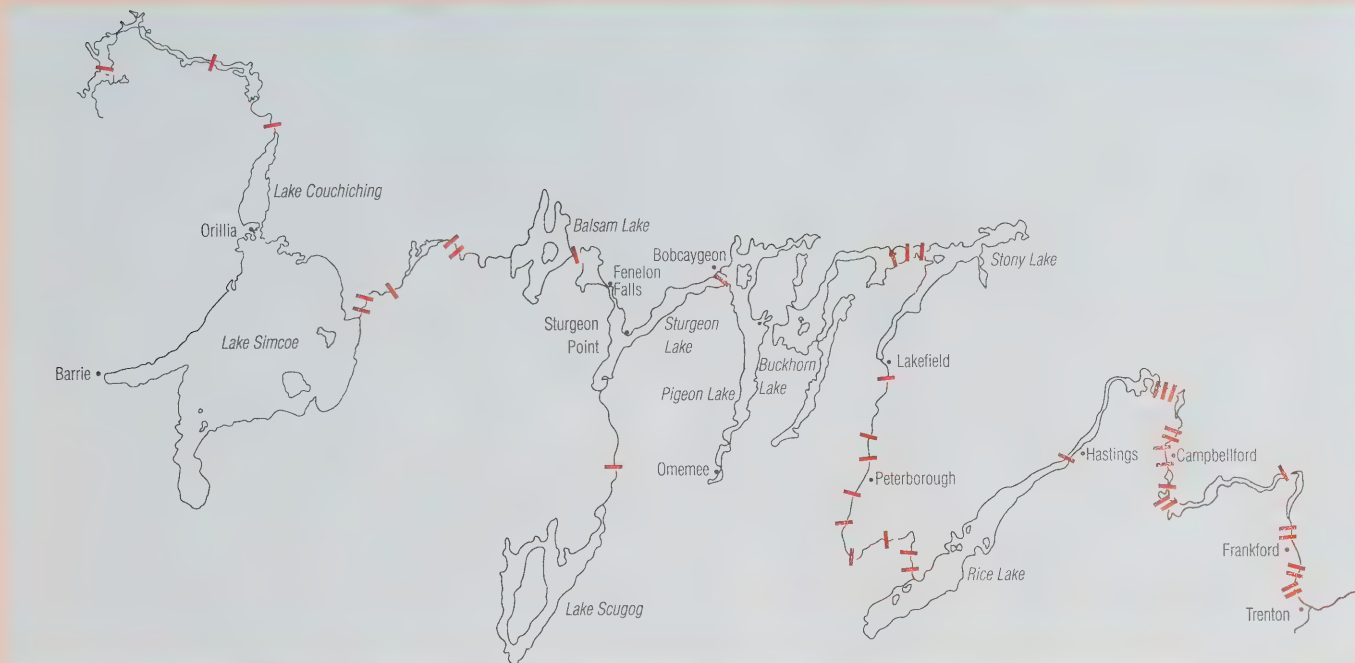 Lake Couchiching
Orillia
Balsam Lake
Bobcaygeon
Stony Lake
Fenelon
Falls
Sturgeon
Point
Sturgeon
Lake
Lake Simcoe
Barrie
Lakefield
Buckhorn
Lake
Pigeon Lake
Omemee
Peterborough
Hastings
Campbellford
Frankford
Rice Lake
Lake Scugog
Trenton